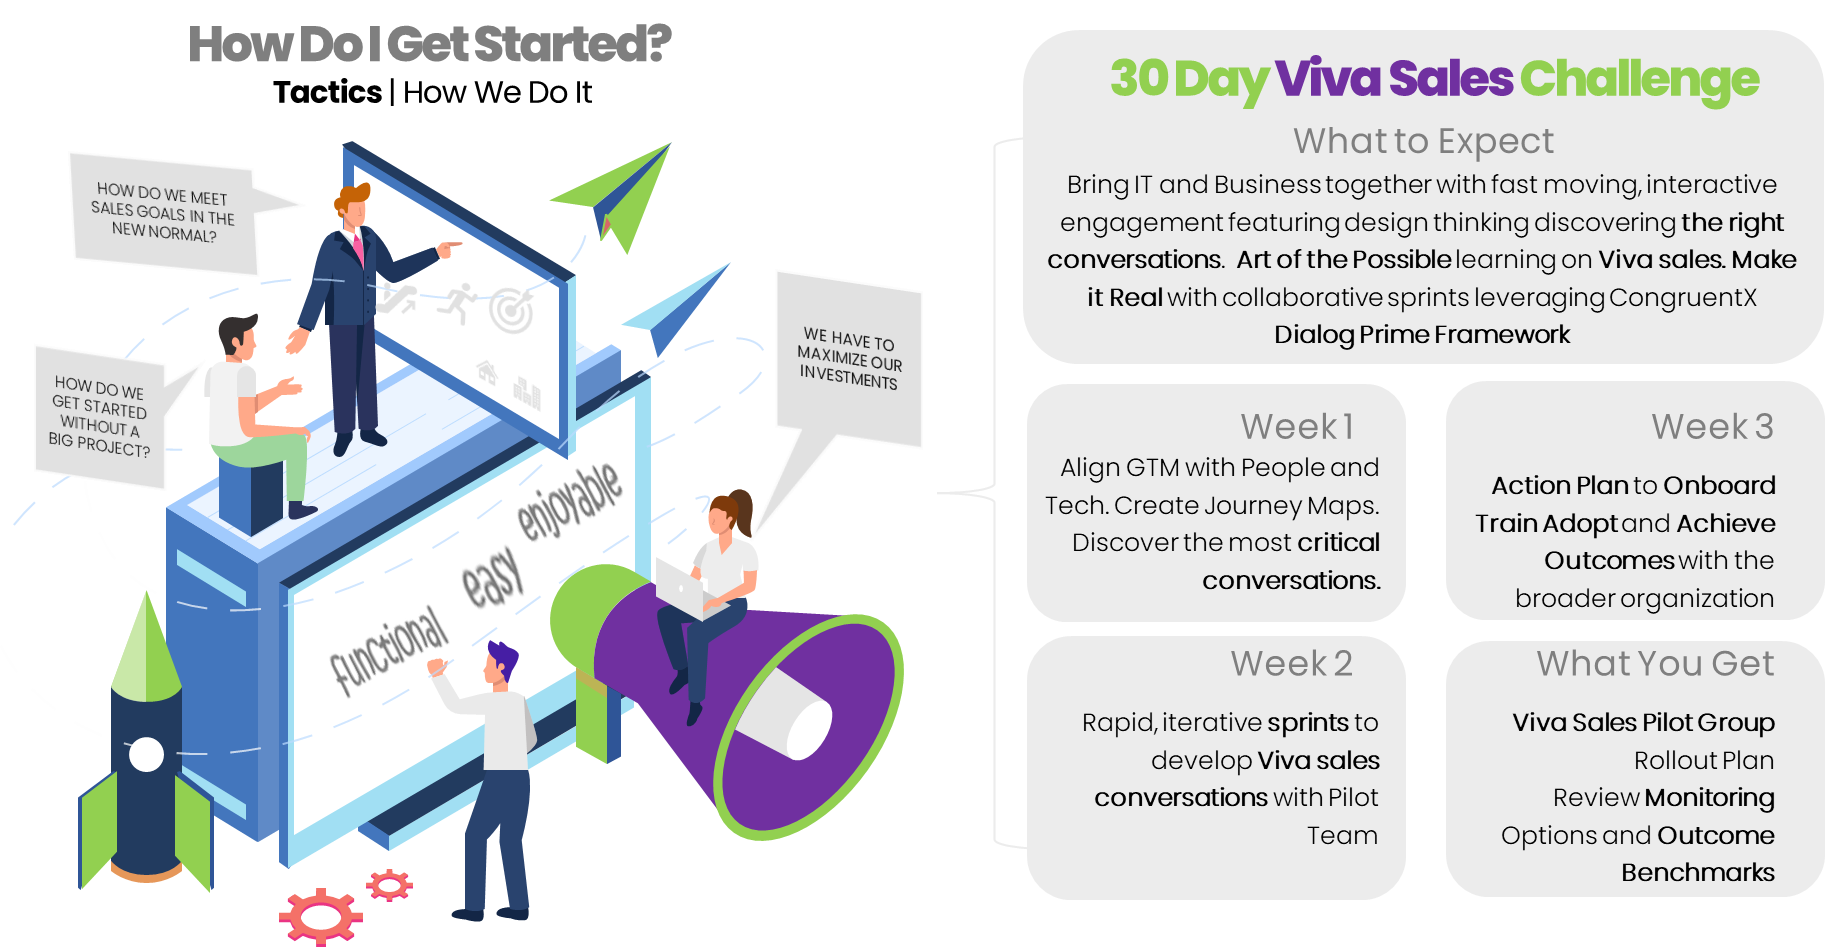 How Do I Get Started?
Tactics | How We Do It
HOW DO WE MEET
SALES GOALS IN THE
NEW NORMAL?
HOW DO WE
GET STARTED
WITHOUT A
BIG PROJECT?
WE HAVE TO
MAXIMIZE OUR
INVESTMENTS
functional
easy
enjoyable
30 Day Viva Sales Challenge
What to Expect
Bring IT and Business together with fast moving, interactive
engagement featuring design thinking discovering the right
conversations. Art of the Possible learning on Viva sales. Make
it Real with collaborative sprints leveraging CongruentX
Dialog Prime Framework
Week 1
Align GTM with People and
Tech. Create Journey Maps.
Discover the most critical
conversations.
Week 2
Rapid, iterative sprints to
develop Viva sales
conversations with Pilot
Team
Week 3
Action Plan to Onboard
Train Adopt and Achieve
Outcomes with the
broader organization
What You Get
Viva Sales Pilot Group
Rollout Plan
Review Monitoring
Options and Outcome
Benchmarks